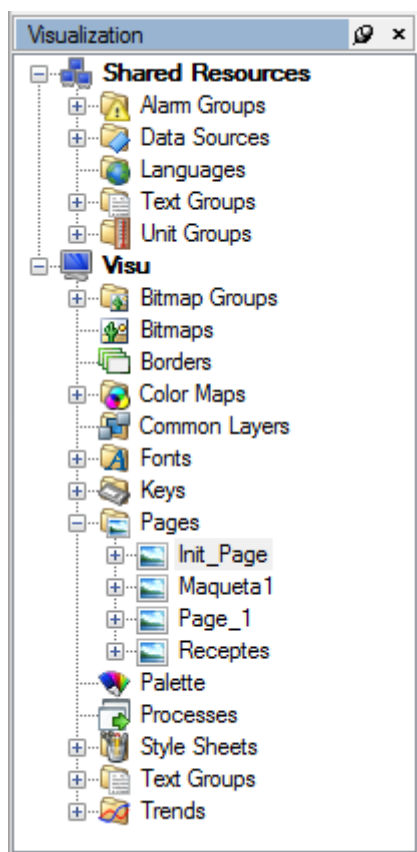 Visualization
Shared Resources
Alarm Groups
Data Sources
Languages
Text Groups
Unit Groups
Visu
Bitmap Groups
Bitmaps
Borders
Color Maps
Common Layers
Fonts
Keys
Pages
Init_Page
Maqueta1
Page_1
Receptes
Palette
Processes
Style Sheets
Text Groups
Trends